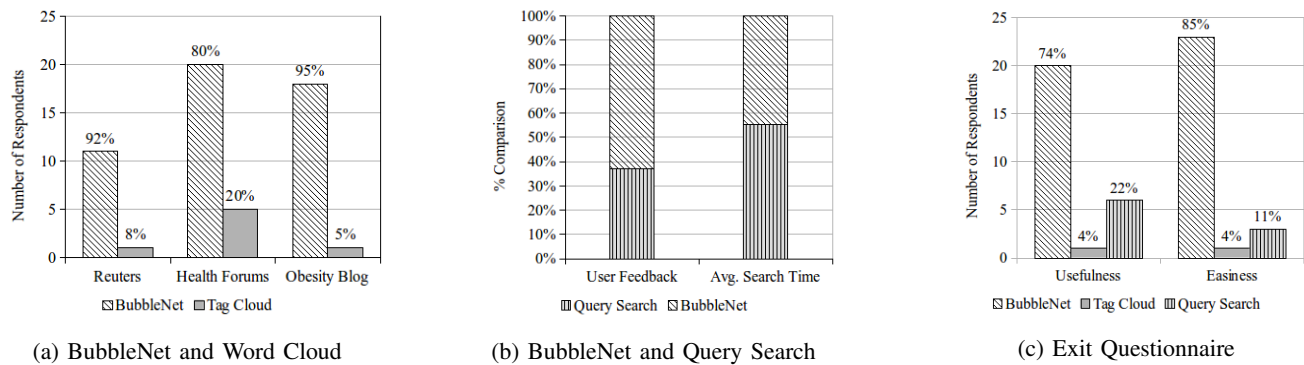 25
20
15
10
5
0
Number of Respondents
92%
8%
80%
20%
95%
5%
Reuters Health Forums Obesity Blog
BubbleNet Tag Cloud
(a) BubbleNet and Word Cloud
100%
90%
80%
70%
60%
50%
40%
30%
20%
10%
0%
% Comparison
User Feedback Avg. Search Time
Query Search BubbleNet
(b) BubbleNet and Query Search
25
20
15
10
5
0
Number of Respondents
74%
4%
22%
85%
4%
11%
Usefulness Easiness
BubbleNet Tag Cloud Query Search
(c) Exit Questionnaire